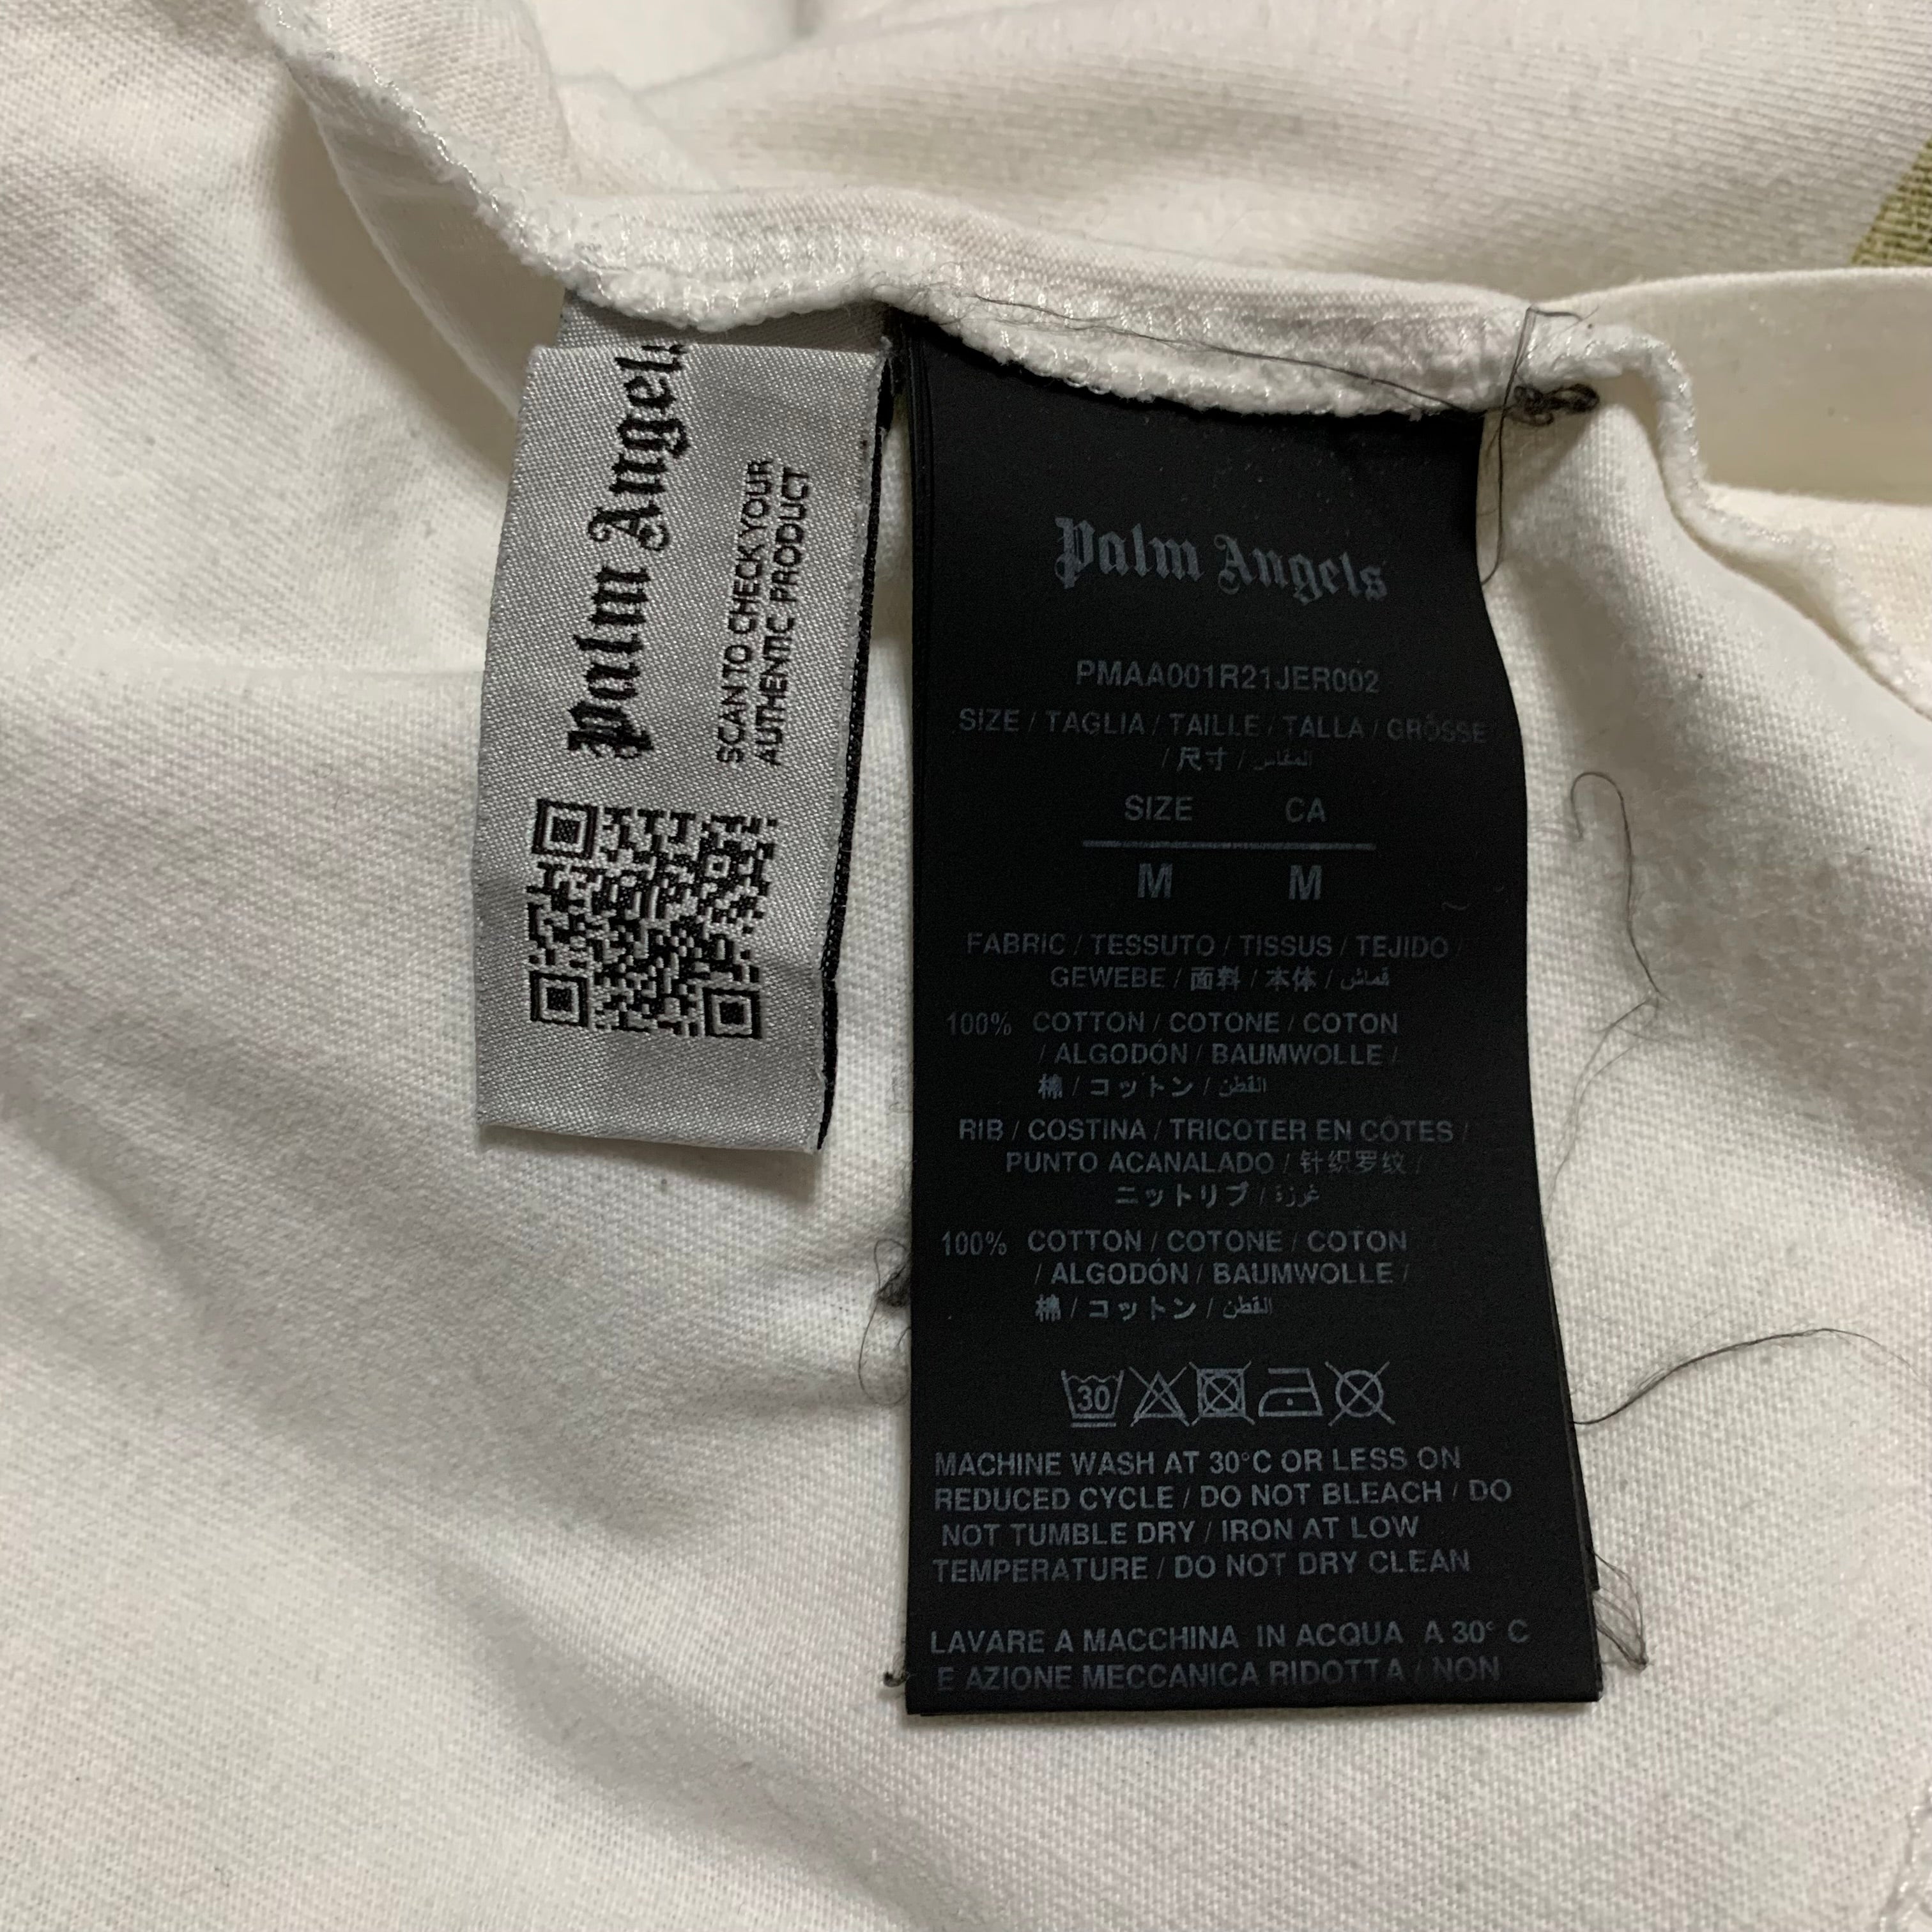 Palm Angels
SCAN TO CHECK YOUR
AUTHENTIC PRODUCT
Palm Angels
PMAA001R21JER002
SIZE / TAGLIA / TAILLE / TALLA / GRÖSSE
/ 尺寸 / المقاس
SIZE CA
M M
FABRIC / TESSUTO / TISSUS / TEJIDO /
GEWEBE / 面料 / 本体 / قماش
100% COTTON / COTONE / COTON
/ ALGODÓN / BAUMWOLLE /
棉 / コットン / القطن
RIB / COSTINA / TRICOTER EN CÔTES /
PUNTO ACANALADO / 针织罗纹 /
ニットリブ / غرزة
100% COTTON / COTONE / COTON
/ ALGODÓN / BAUMWOLLE /
棉 / コットン / القطن
30
MACHINE WASH AT 30°C OR LESS ON
REDUCED CYCLE / DO NOT BLEACH / DO
NOT TUMBLE DRY / IRON AT LOW
TEMPERATURE / DO NOT DRY CLEAN
LAVARE A MACCHINA IN ACQUA A 30° C
E AZIONE MECCANICA RIDOTTA / NON